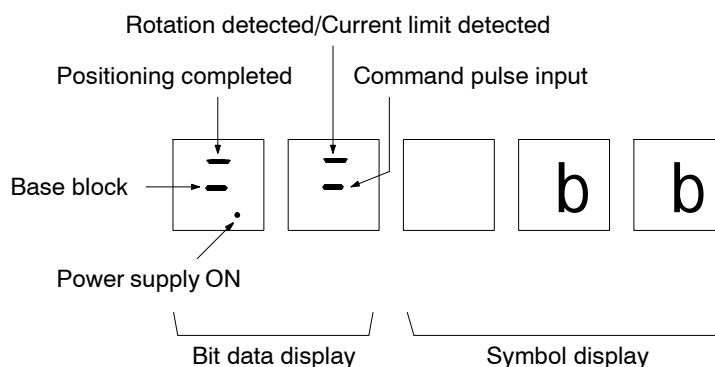 Rotation detected/Current limit detected
Positioning completed
Command pulse input
Base block
b b
Power supply ON
Bit data display
Symbol display